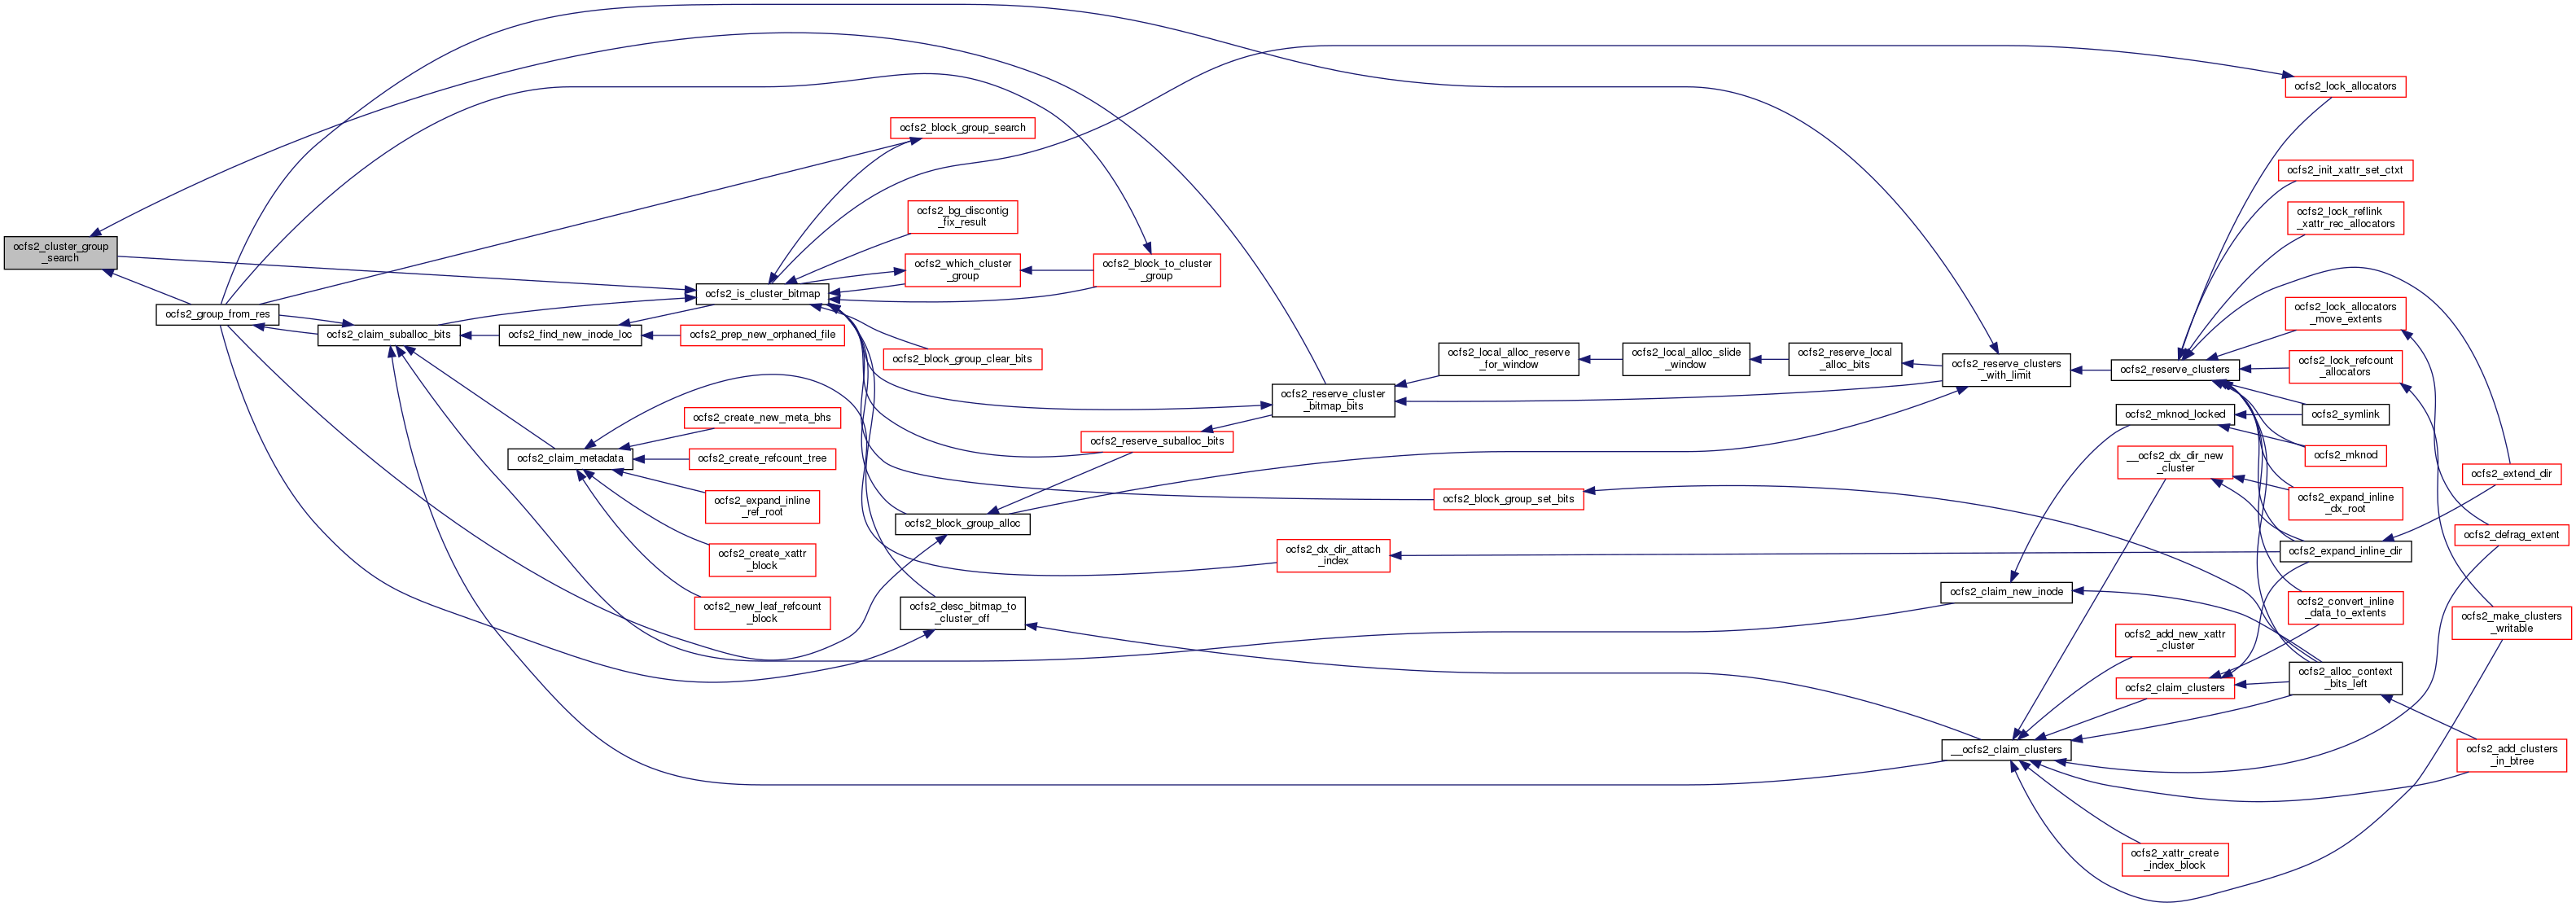 ocfs2_cluster_group
_search
ocfs2_group_from_res
ocfs2_claim_suballoc_bits
ocfs2_find_new_inode_loc
ocfs2_prep_new_orphaned_file
ocfs2_claim_metadata
ocfs2_create_new_meta_bhs
ocfs2_create_refcount_tree
ocfs2_expand_inline
_ref_root
ocfs2_create_xattr
_block
ocfs2_new_leaf_refcount
_block
ocfs2_is_cluster_bitmap
ocfs2_block_group_search
ocfs2_bg_discontig
_fix_result
ocfs2_which_cluster
_group
ocfs2_block_to_cluster
_group
ocfs2_block_group_clear_bits
ocfs2_reserve_suballoc_bits
ocfs2_block_group_alloc
ocfs2_desc_bitmap_to
_cluster_off
ocfs2_reserve_cluster
_bitmap_bits
ocfs2_local_alloc_reserve
_for_window
ocfs2_local_alloc_slide
_window
ocfs2_reserve_local
_alloc_bits
ocfs2_block_group_set_bits
ocfs2_dx_dir_attach
_index
ocfs2_reserve_clusters
_with_limit
ocfs2_claim_new_inode
__ocfs2_claim_clusters
ocfs2_reserve_clusters
ocfs2_mknod_locked
__ocfs2_dx_dir_new
_cluster
ocfs2_add_new_xattr
_cluster
ocfs2_claim_clusters
ocfs2_xattr_create
_index_block
ocfs2_lock_allocators
ocfs2_init_xattr_set_ctxt
ocfs2_lock_reflink
_xattr_rec_allocators
ocfs2_lock_allocators
_move_extents
ocfs2_lock_refcount
_allocators
ocfs2_symlink
ocfs2_mknod
ocfs2_expand_inline
_dx_root
ocfs2_expand_inline_dir
ocfs2_convert_inline
_data_to_extents
ocfs2_alloc_context
_bits_left
ocfs2_extend_dir
ocfs2_defrag_extent
ocfs2_make_clusters
_writable
ocfs2_add_clusters
_in_btree